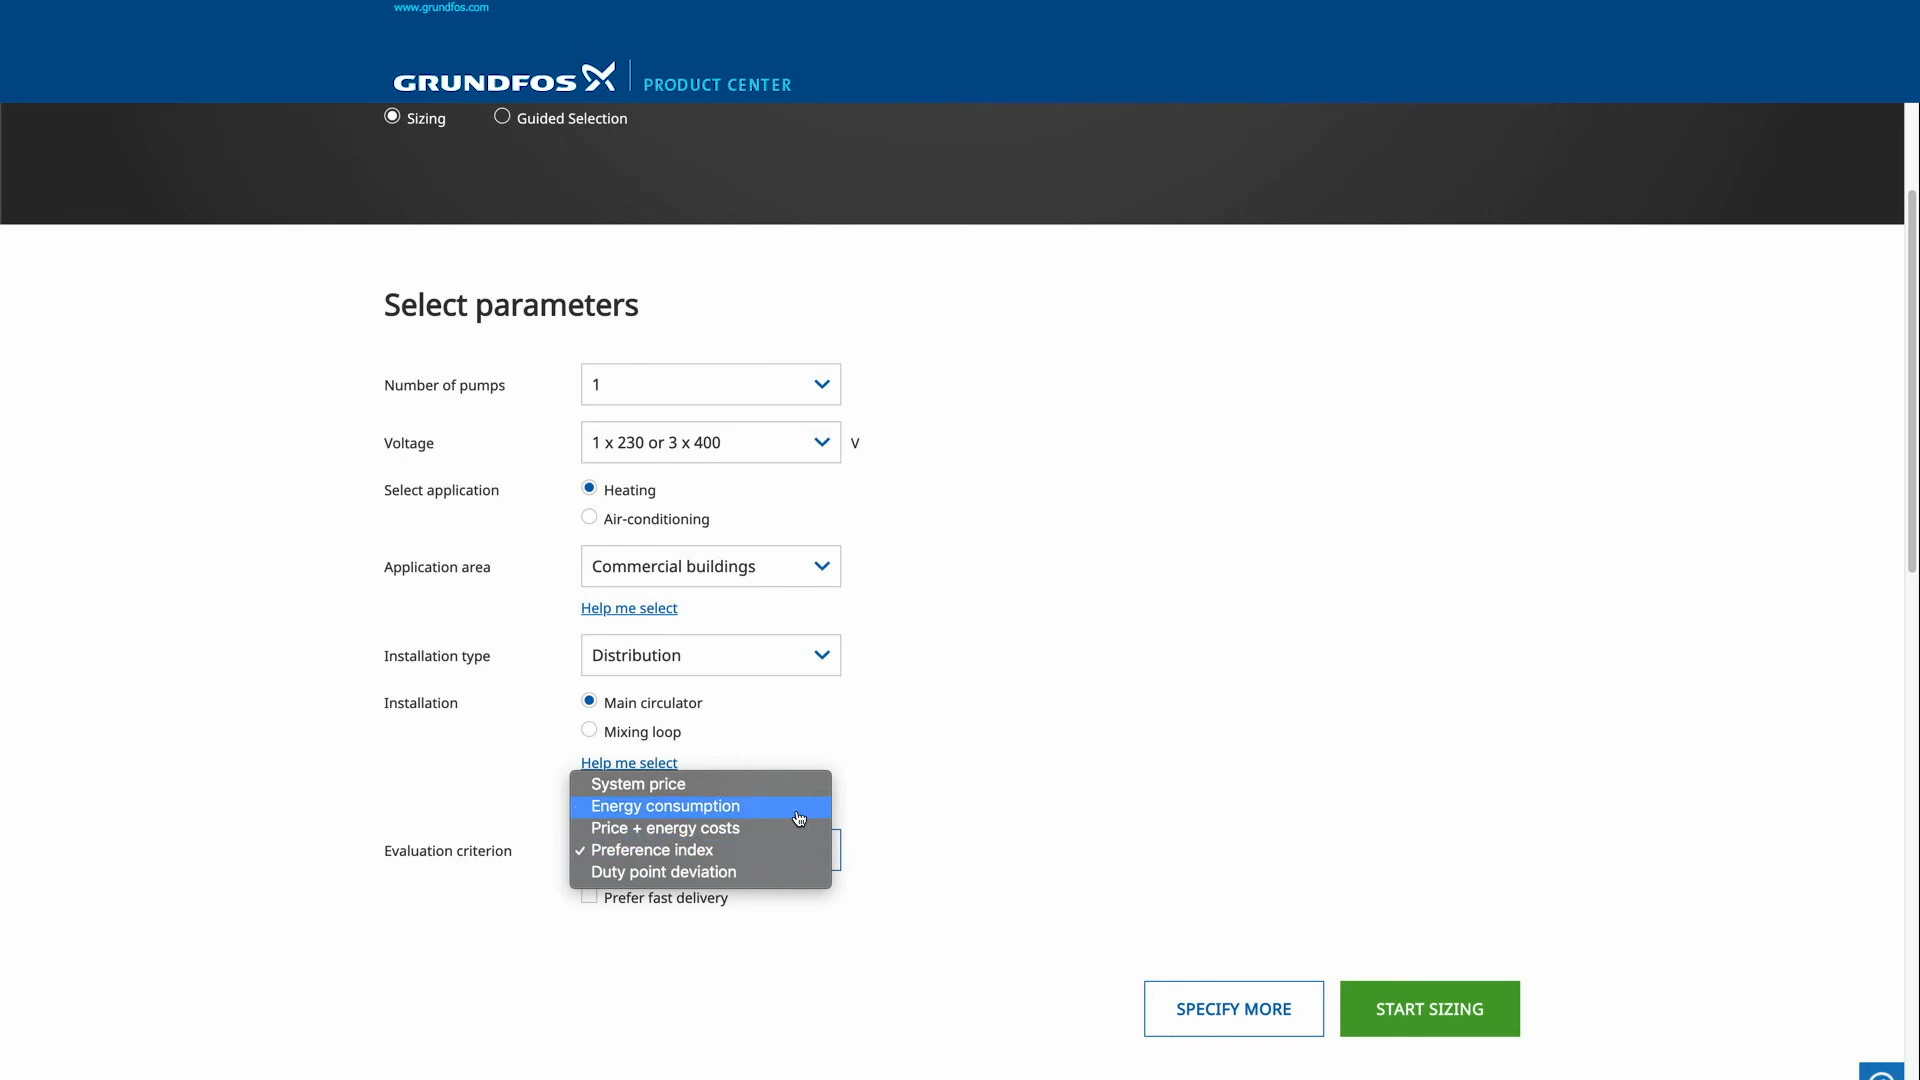 www.grundfos.com
GRUNDFOS PRODUCT CENTER
Sizing Guided Selection
Select parameters
Number of pumps 1
Voltage 1 x 230 or 3 x 400 V
Select application Heating
Air-conditioning
Application area Commercial buildings
Help me select
Installation type Distribution
Installation Main circulator
Mixing loop
Help me select
System price
Energy consumption
Price + energy costs
Evaluation criterion ✓ Preference index
Duty point deviation
Prefer fast delivery
SPECIFY MORE START SIZING